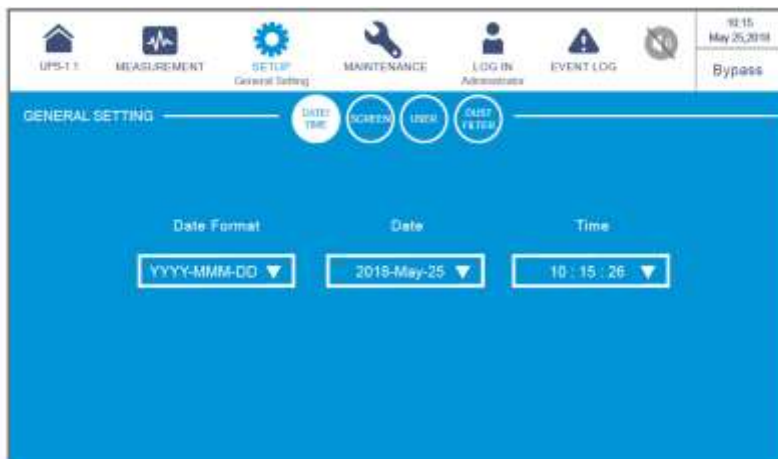 10:15
May 25,2018
UPS-1 1
MEASUREMENT
SETUP
General Setting
MAINTENANCE
LOG IN
Administrator
EVENT LOG
Bypass
GENERAL SETTING
DATE/
TIME
SCREEN
USER
DUST
FILTER
Date Format
Date
Time
YYYY-MMM-DD
2018-May-25
10 : 15 : 26